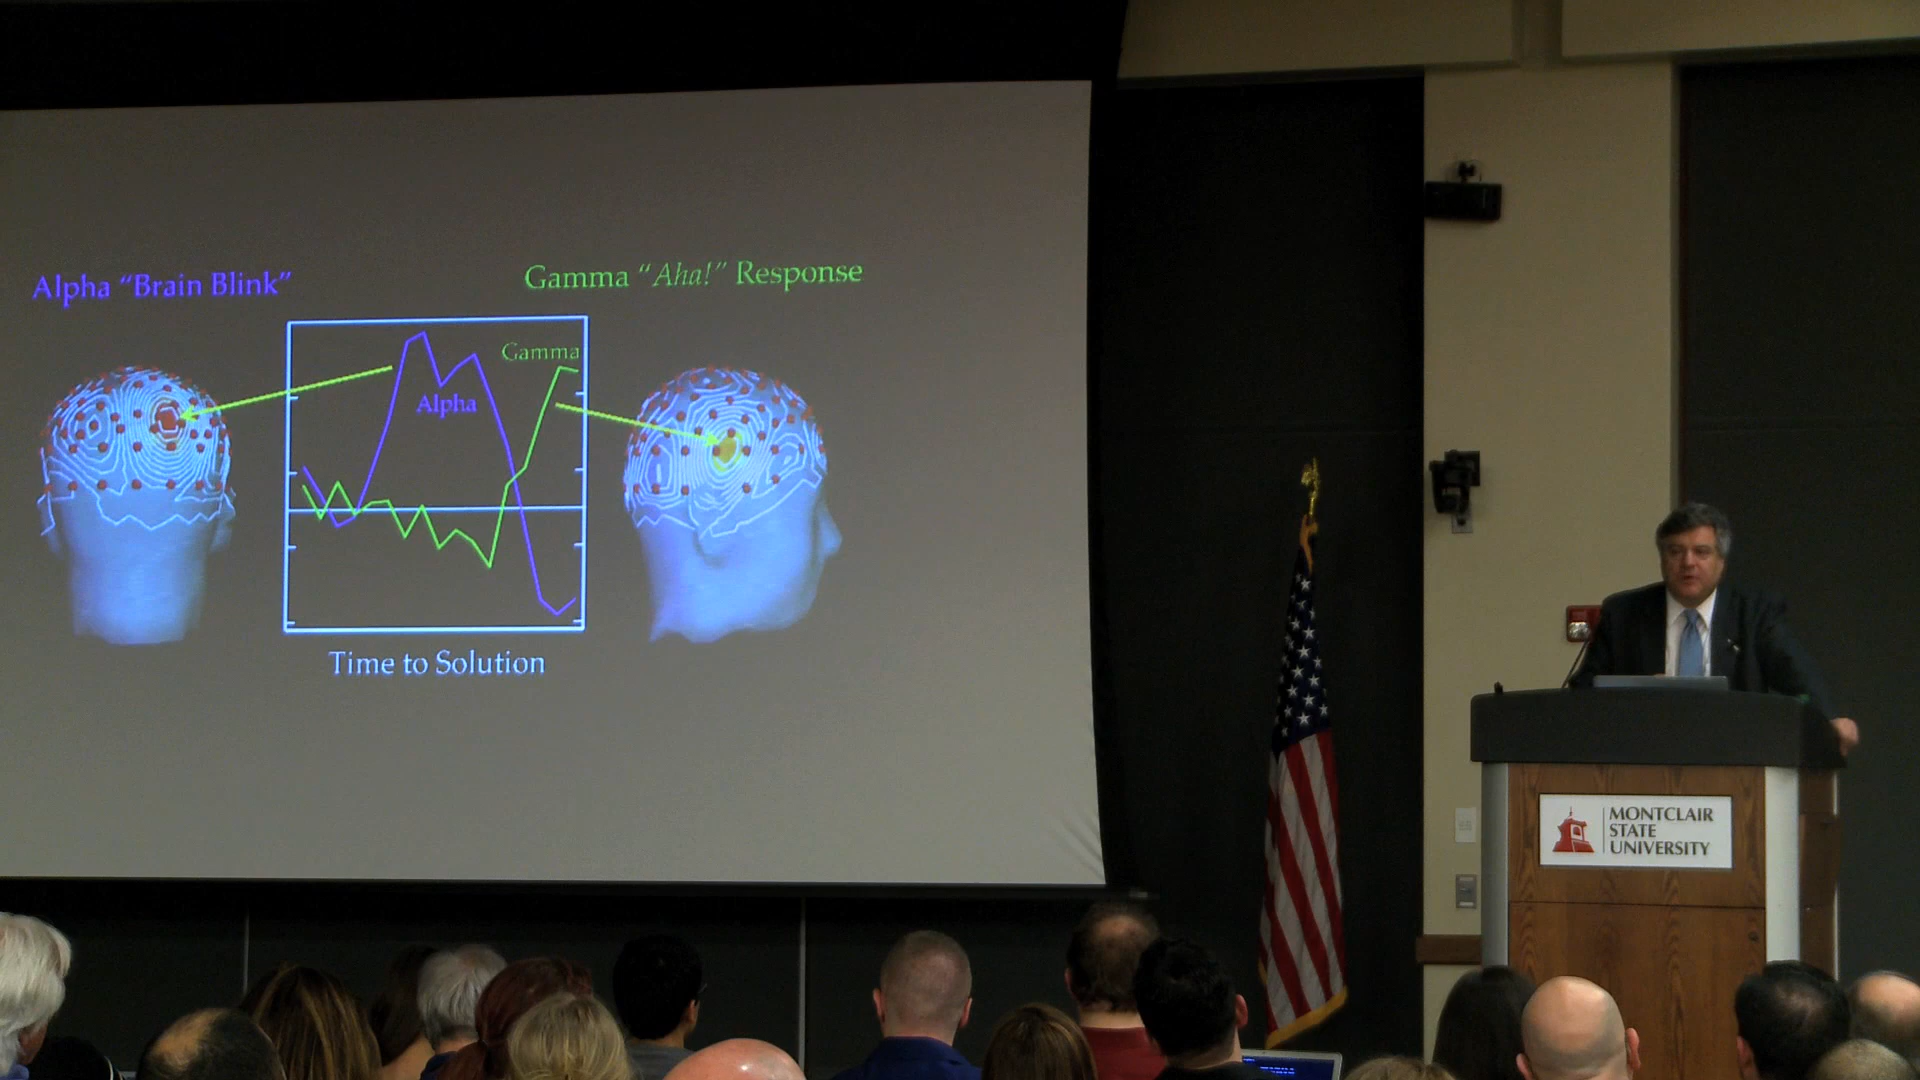 Alpha “Brain Blink”
Gamma “Aha!” Response
Gamma
Alpha
Time to Solution
MONTCLAIR
STATE
UNIVERSITY